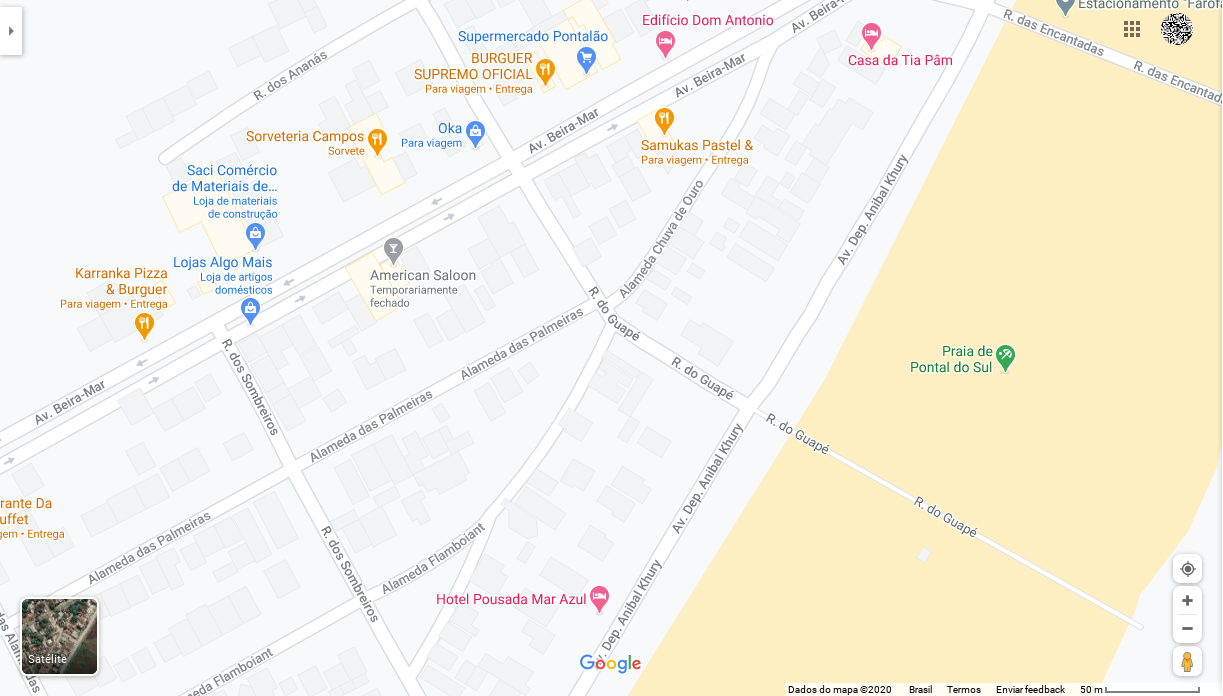 Edifício Dom Antonio
Av. Beira-Mar
Estacionamento "Farofa
R. das Encantadas
Supermercado Pontalão
BURGUER
SUPREMO OFICIAL
Para viagem • Entrega
Casa da Tia Pâm
R. dos Ananás
Av. Beira-Mar
R. das Encantadas
Oka
Para viagem
Av. Beira-Mar
Sorveteria Campos
Sorvete
Samukas Pastel &
Para viagem • Entrega
Saci Comércio
de Materiais de...
Loja de materiais
de construção
Av. Dep. Anibal Khury
Alameda Chuva de Ouro
Lojas Algo Mais
Loja de artigos
domésticos
Karranka Pizza
& Burguer
Para viagem • Entrega
American Saloon
Temporariamente
fechado
R. do Guapé
Alameda das Palmeiras
R. dos Sombreiros
R. do Guapé
Praia de
Pontal do Sul
Av. Beira-Mar
Alameda das Palmeiras
R. do Guapé
Av. Dep. Anibal Khury
rante Da
uffet
gem • Entrega
R. do Guapé
Alameda das Palmeiras
R. dos Sombreiros
Alameda Flamboiant
Hotel Pousada Mar Azul
Av. Dep. Anibal Khury
das Alam
Satélite
Alameda Flamboiant
Google
Dados do mapa ©2020
Brasil
Termos
Enviar feedback
50 m